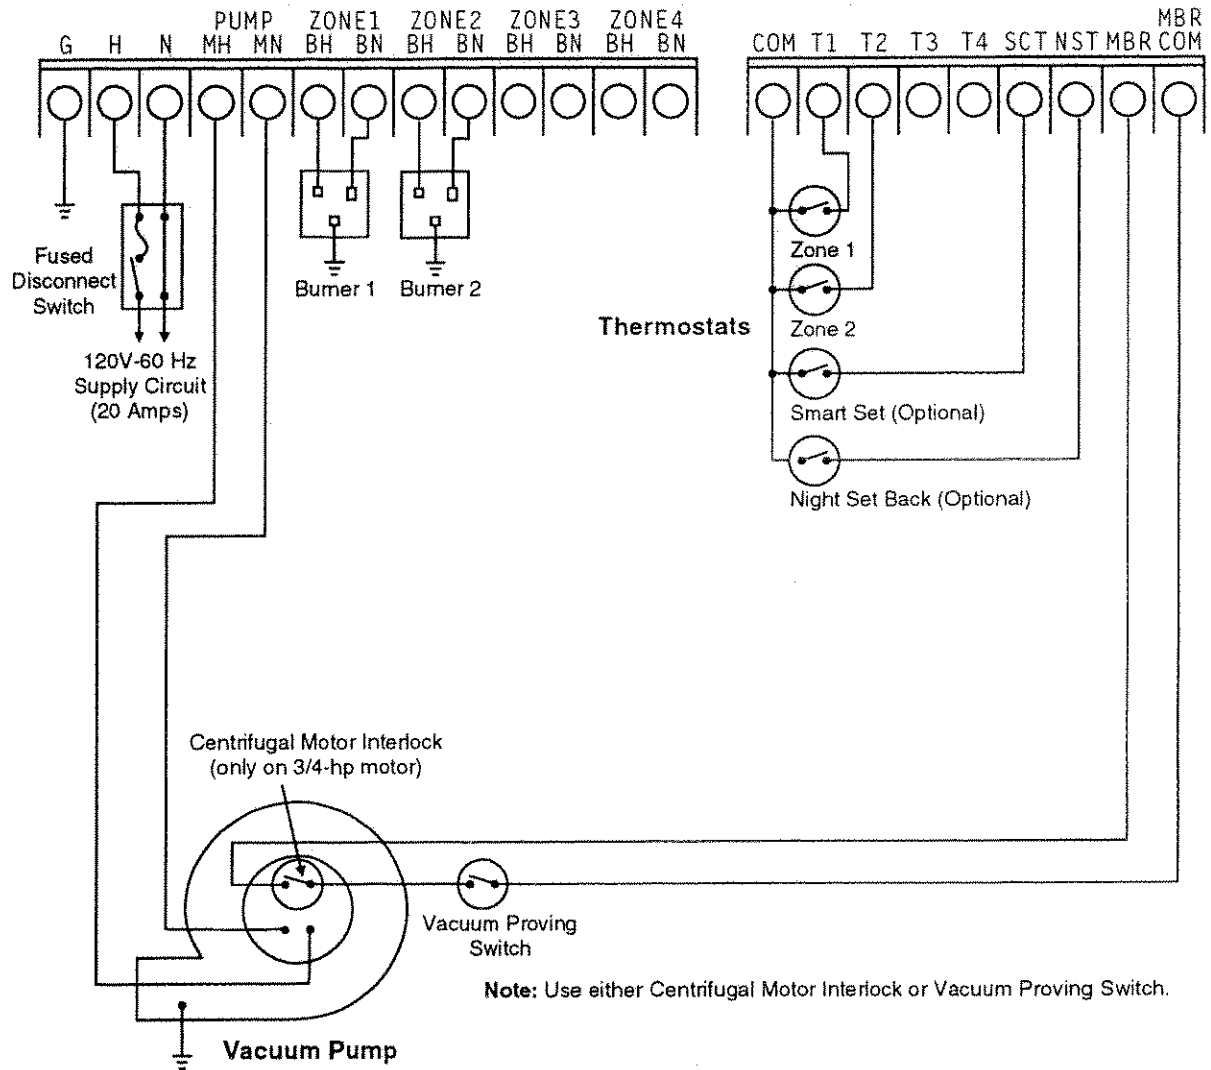 PUMP ZONE1 ZONE2 ZONE3 ZONE4
G H N MH MN BH BN BH BN BH BN BH BN
MBR
COM T1 T2 T3 T4 SCT NST MBR COM
Fused
Disconnect
Switch
120V-60 Hz
Supply Circuit
(20 Amps)
Burner 1
Burner 2
Thermostats
Zone 1
Zone 2
Smart Set (Optional)
Night Set Back (Optional)
Centrifugal Motor Interlock
(only on 3/4-hp motor)
Vacuum Proving
Switch
Note: Use either Centrifugal Motor Interlock or Vacuum Proving Switch.
Vacuum Pump